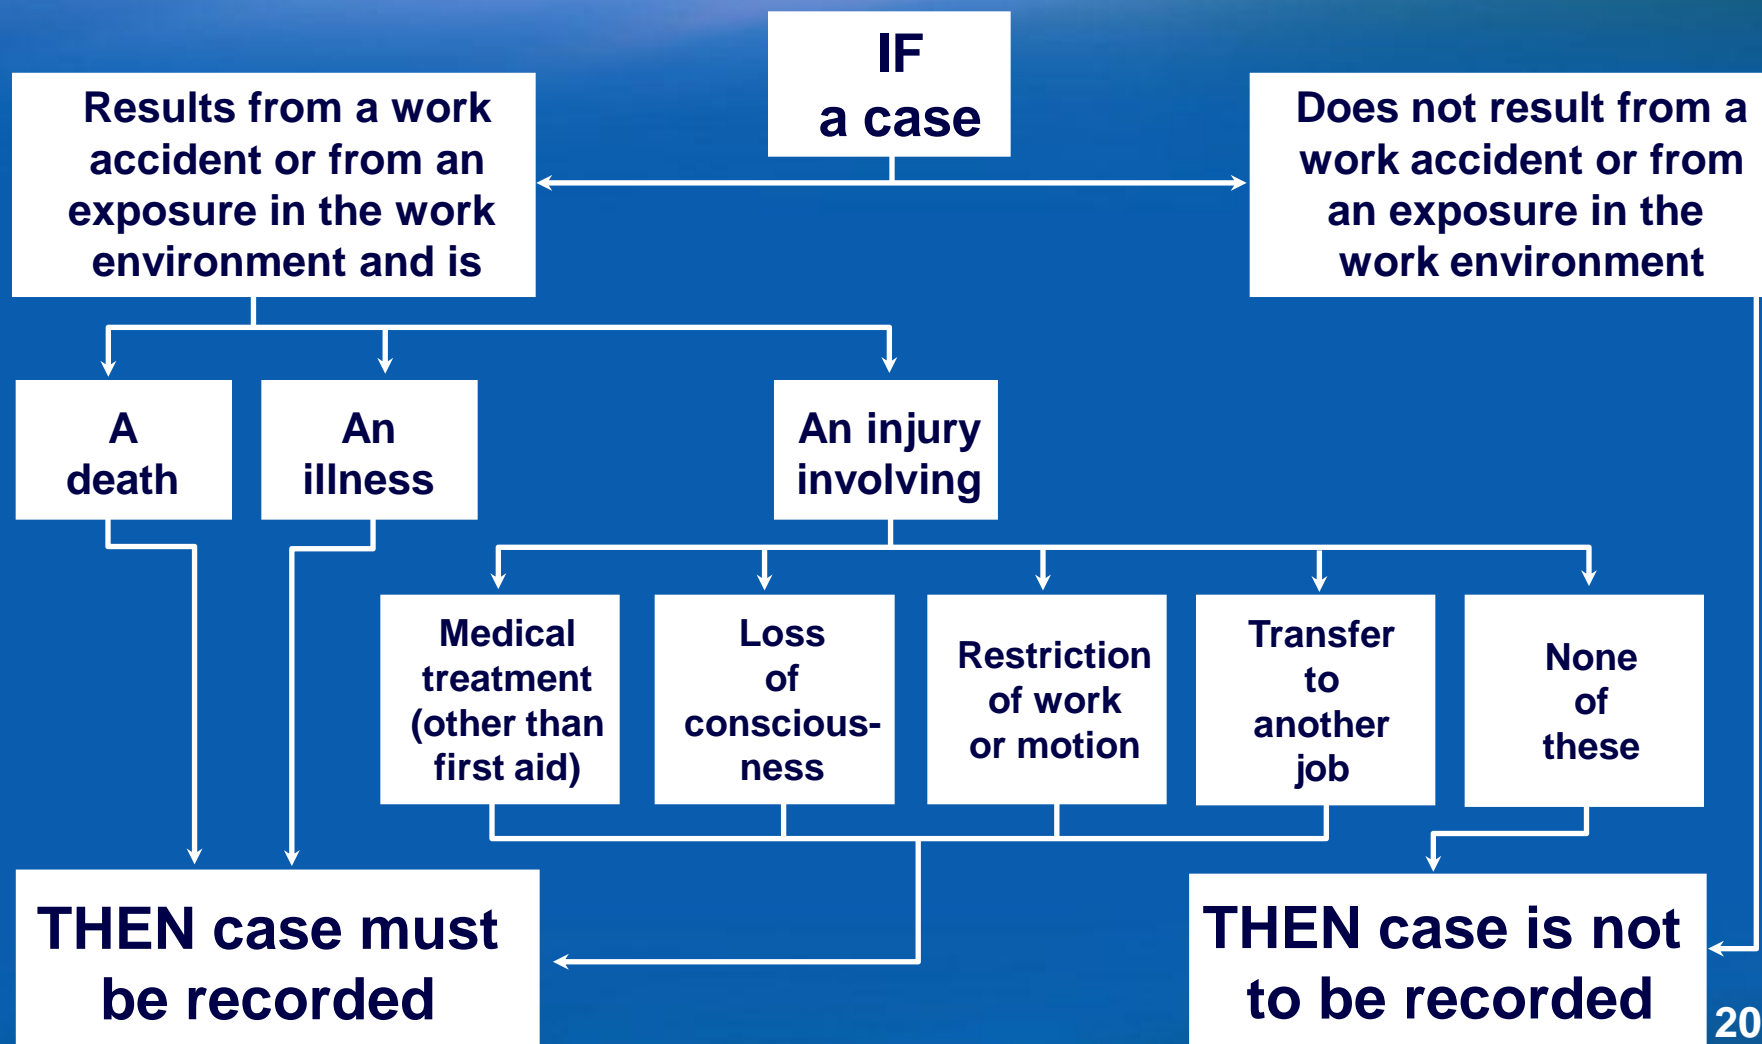 IF
a case
Results from a work
accident or from an
exposure in the work
environment and is
Does not result from a
work accident or from
an exposure in the
work environment
A
death
An
illness
An injury
involving
Medical
treatment
(other than
first aid)
Loss
of
conscious-
ness
Restriction
of work
or motion
Transfer
to
another
job
None
of
these
THEN case must
be recorded
THEN case is not
to be recorded
20